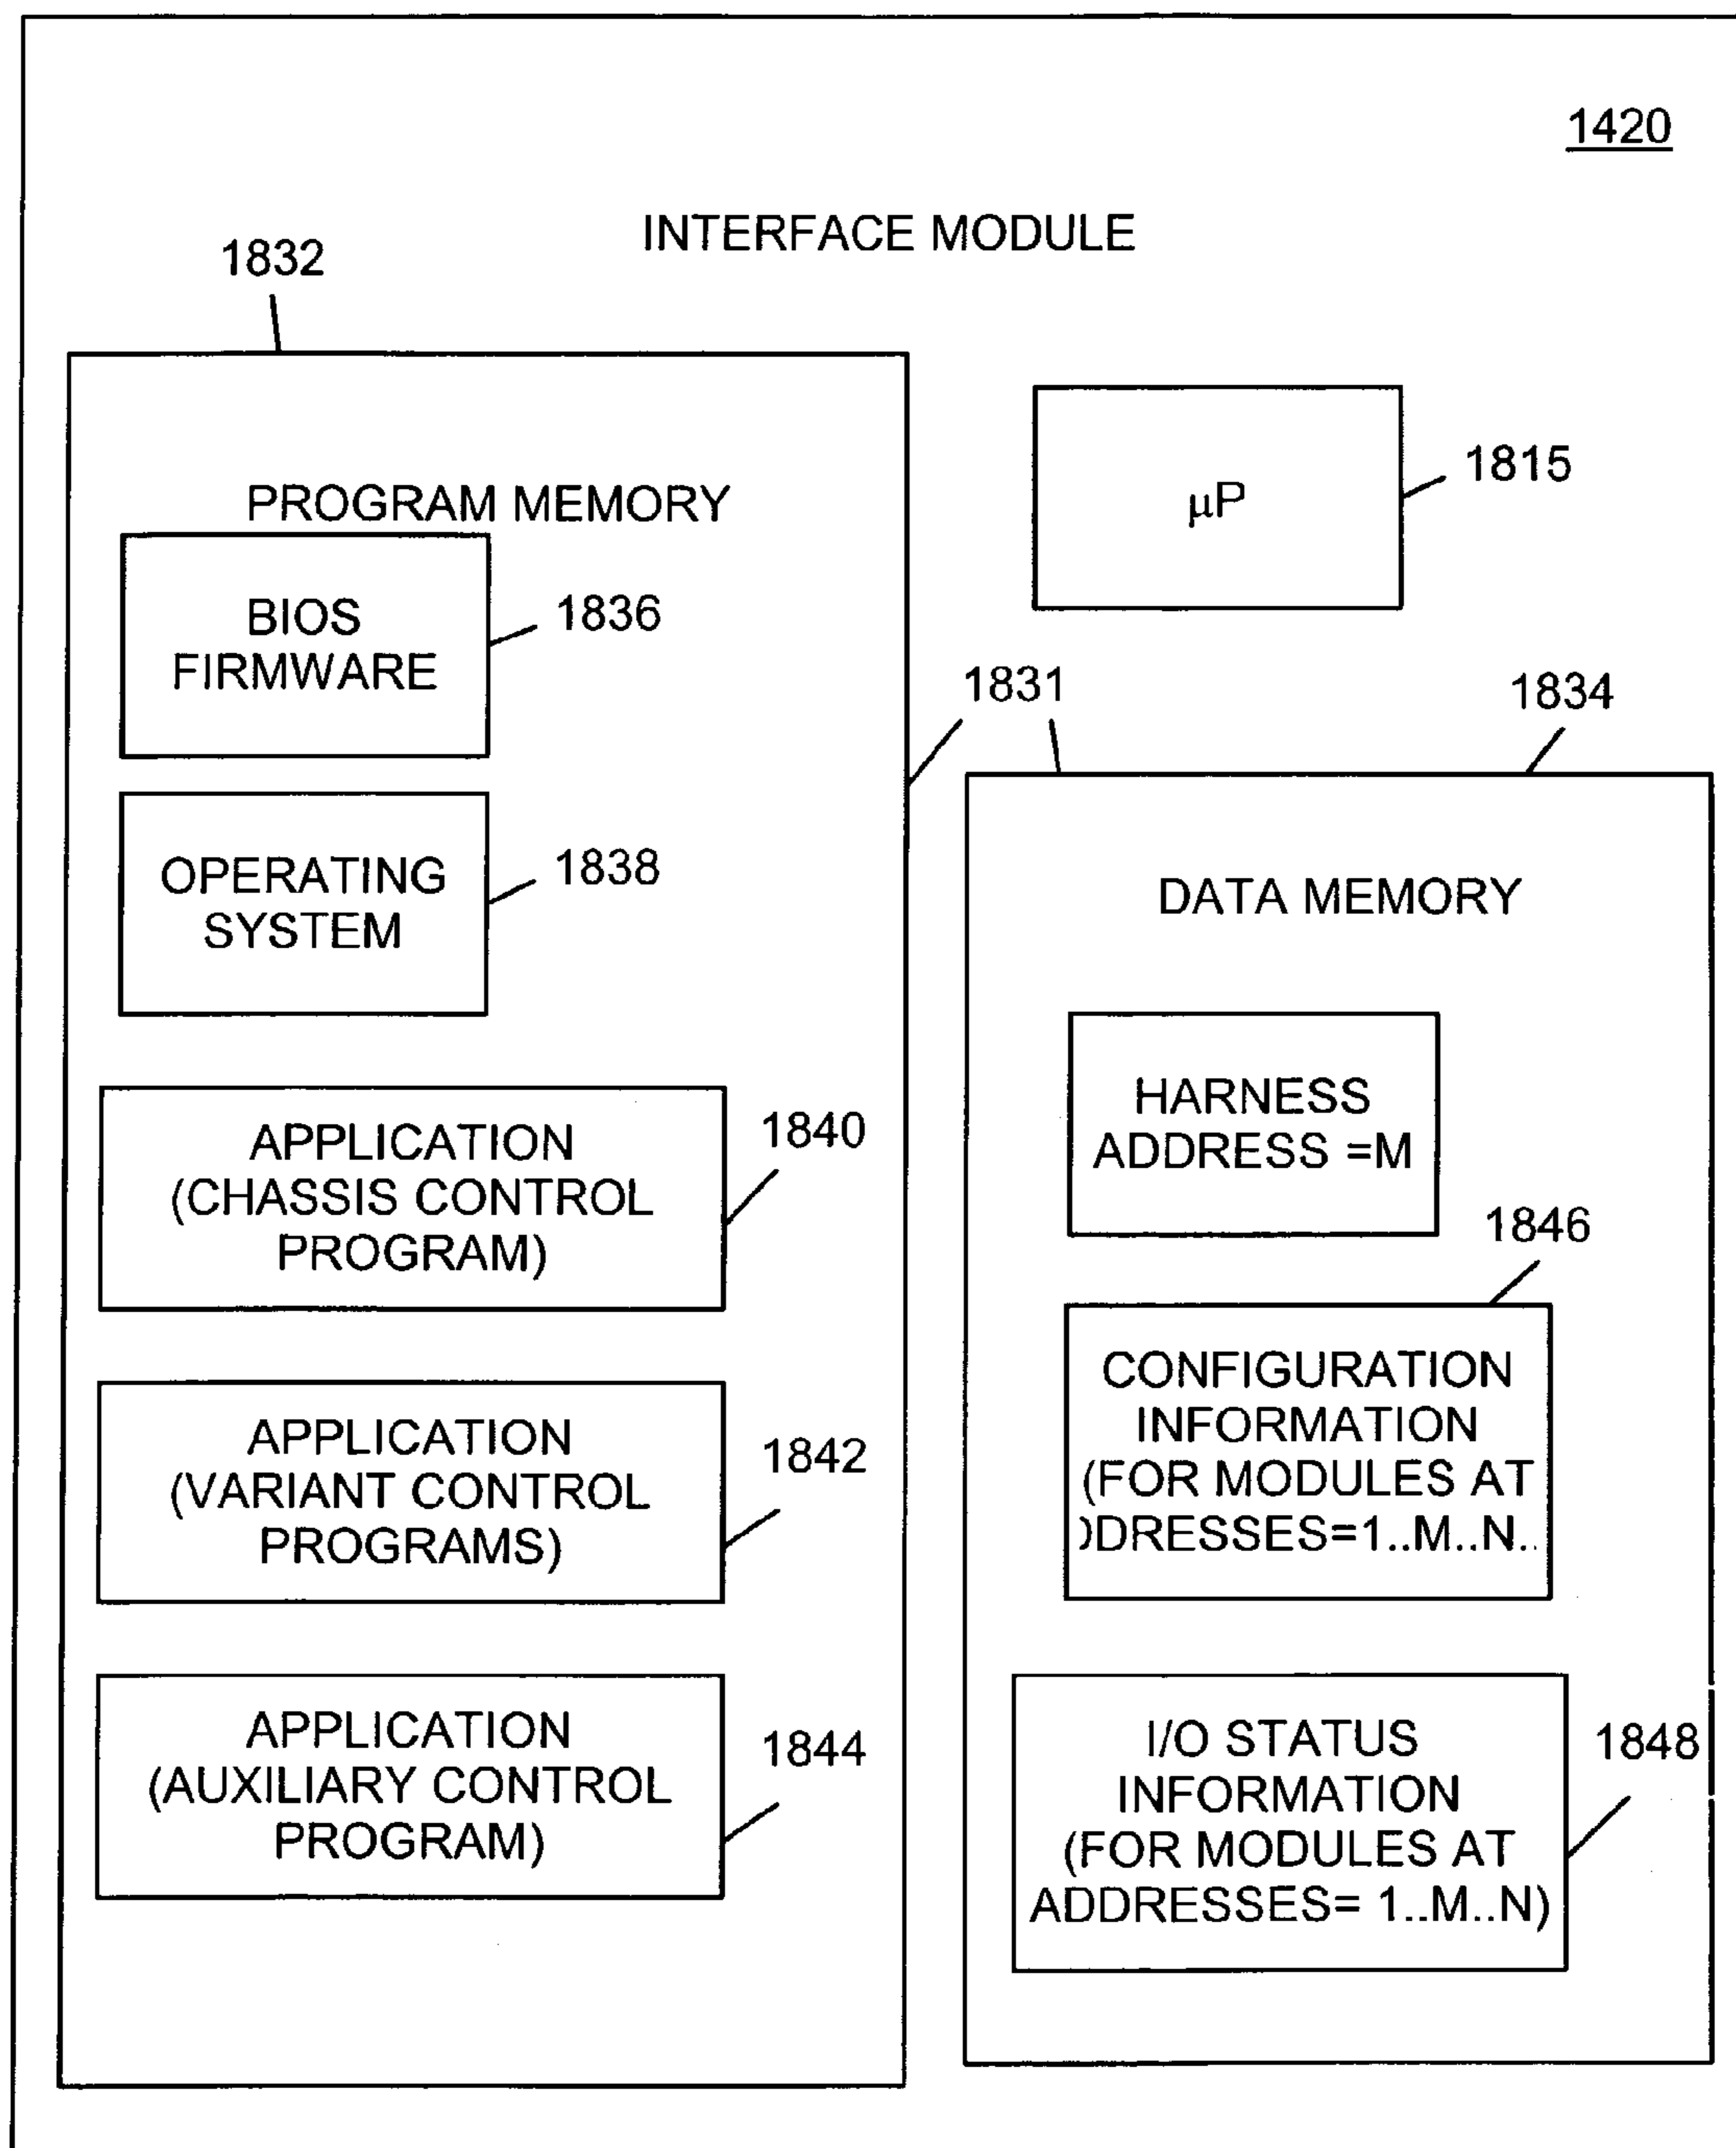 1420
INTERFACE MODULE
1832
PROGRAM MEMORY
BIOS
FIRMWARE
1836
OPERATING
SYSTEM
1838
APPLICATION
(CHASSIS CONTROL
PROGRAM)
1840
APPLICATION
(VARIANT CONTROL
PROGRAMS)
1842
APPLICATION
(AUXILIARY CONTROL
PROGRAM)
1844
µP
1815
1831
1834
DATA MEMORY
HARNESS
ADDRESS =M
1846
CONFIGURATION
INFORMATION
(FOR MODULES AT
DDRESSES=1..M..N..
I/O STATUS
INFORMATION
(FOR MODULES AT
ADDRESSES= 1..M..N)
1848